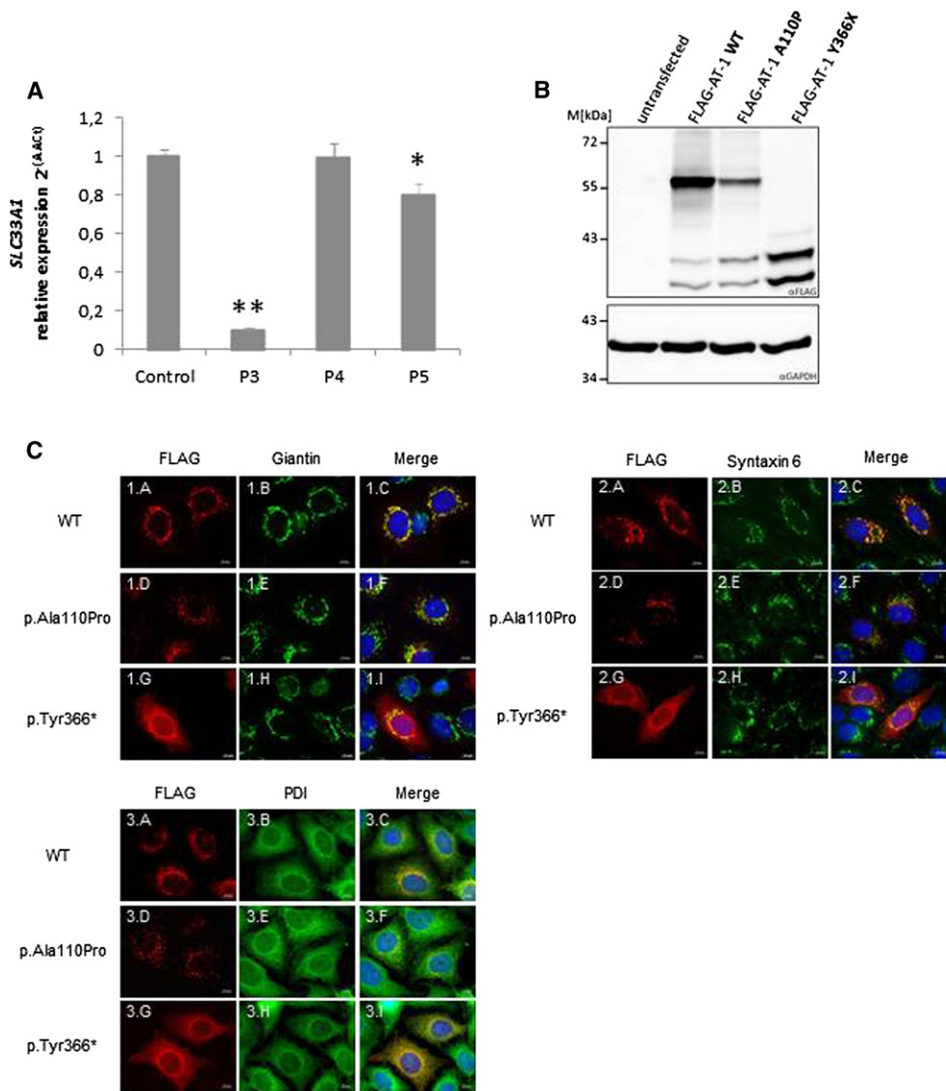 A
SLC33A1
relative expression 2^(ΔΔCt)
1,2
1
0,8
0,6
0,4
0,2
0
**
*
Control P3 P4 P5
B
M[kDa]
untransfected
FLAG-AT-1 WT
FLAG-AT-1 A110P
FLAG-AT-1 Y366X
72
55
43
αFLAG
43
34
αGAPDH
C
FLAG Giantin Merge
WT 1.A 1.B 1.C
p.Ala110Pro 1.D 1.E 1.F
p.Tyr366* 1.G 1.H 1.I
FLAG Syntaxin 6 Merge
WT 2.A 2.B 2.C
p.Ala110Pro 2.D 2.E 2.F
p.Tyr366* 2.G 2.H 2.I
FLAG PDI Merge
WT 3.A 3.B 3.C
p.Ala110Pro 3.D 3.E 3.F
p.Tyr366* 3.G 3.H 3.I